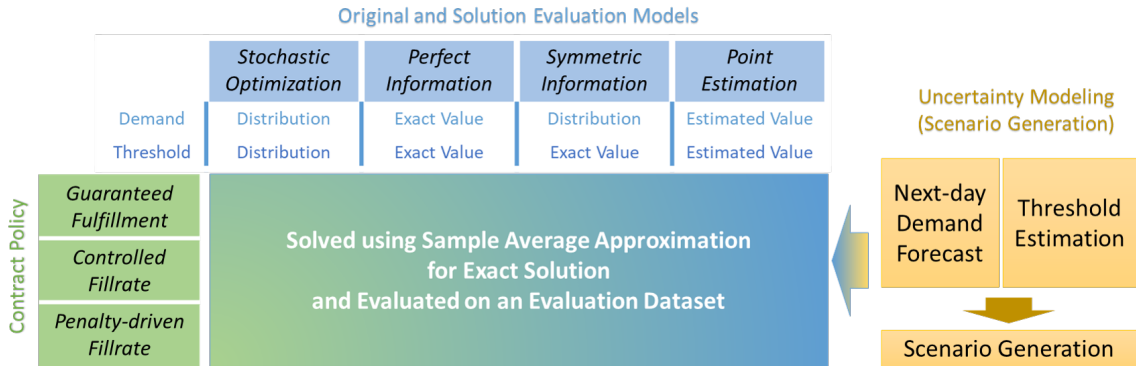 Original and Solution Evaluation Models
Stochastic Optimization
Perfect Information
Symmetric Information
Point Estimation
Demand Distribution Exact Value Distribution Estimated Value
Threshold Distribution Exact Value Exact Value Estimated Value
Contract Policy
Guaranteed
Fulfillment
Controlled
Fillrate
Penalty-driven
Fillrate
Solved using Sample Average Approximation
for Exact Solution
and Evaluated on an Evaluation Dataset
Uncertainty Modeling
(Scenario Generation)
Next-day
Demand
Forecast
Threshold
Estimation
Scenario Generation